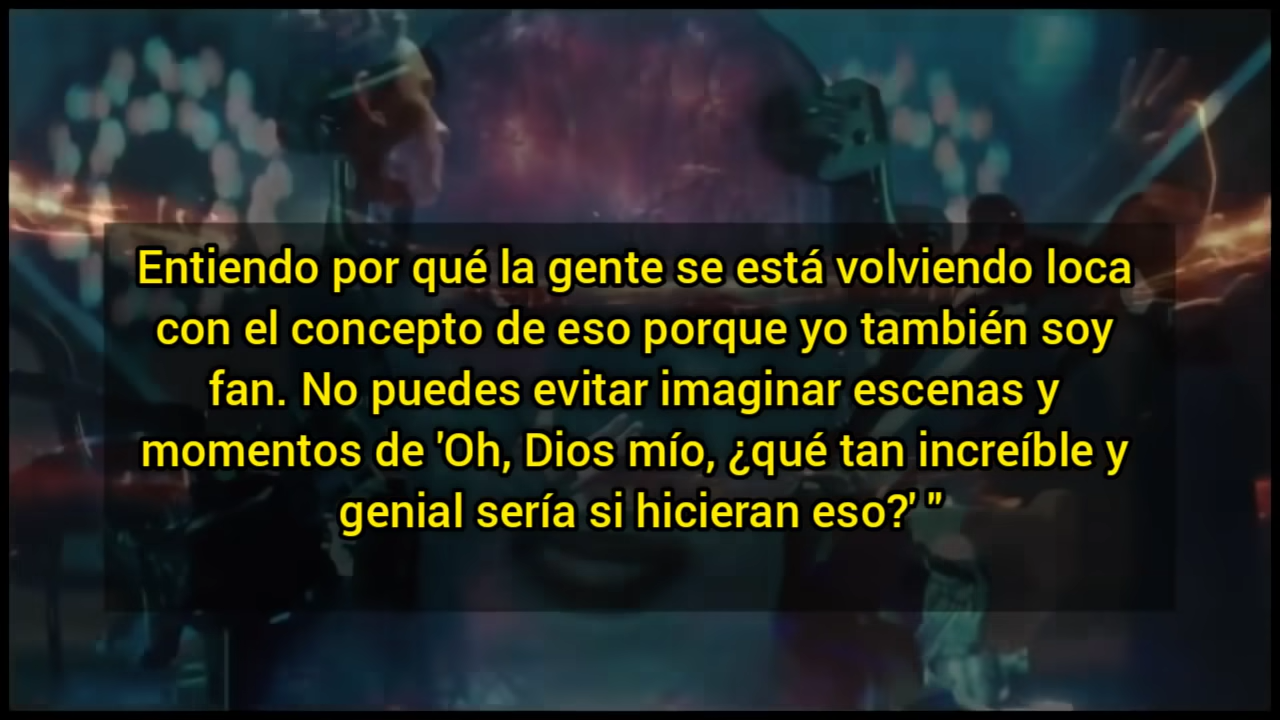 Entiendo por qué la gente se está volviendo loca
con el concepto de eso porque yo también soy
fan. No puedes evitar imaginar escenas y
momentos de 'Oh, Dios mío, ¿qué tan increíble y
genial sería si hicieran eso?' "